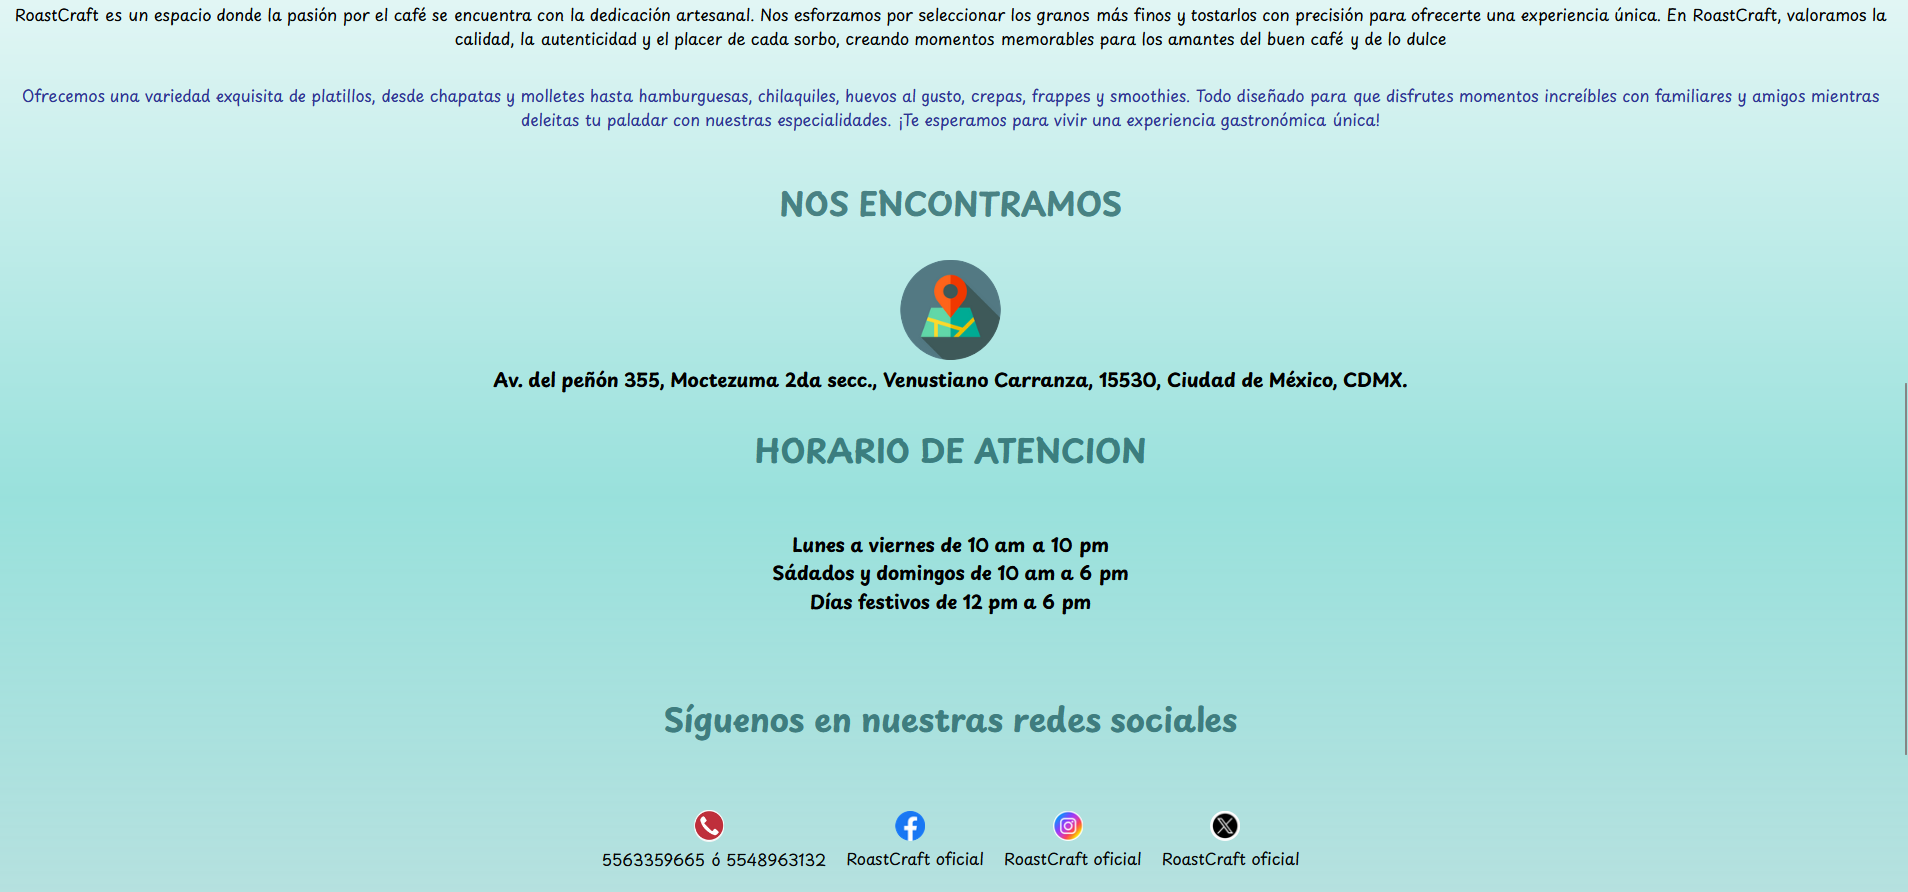 RoastCraft es un espacio donde la pasión por el café se encuentra con la dedicación artesanal. Nos esforzamos por seleccionar los granos más finos y tostarlos con precisión para ofrecerte una experiencia única. En RoastCraft, valoramos la
calidad, la autenticidad y el placer de cada sorbo, creando momentos memorables para los amantes del buen café y de lo dulce
Ofrecemos una variedad exquisita de platillos, desde chapatas y molletes hasta hamburguesas, chilaquiles, huevos al gusto, crepas, frappes y smoothies. Todo diseñado para que disfrutes momentos increíbles con familiares y amigos mientras
deleitas tu paladar con nuestras especialidades. ¡Te esperamos para vivir una experiencia gastronómica única!
NOS ENCONTRAMOS
Av. del peñón 355, Moctezuma 2da secc., Venustiano Carranza, 15530, Ciudad de México, CDMX.
HORARIO DE ATENCION
Lunes a viernes de 10 am a 10 pm
Sádados y domingos de 10 am a 6 pm
Días festivos de 12 pm a 6 pm
Síguenos en nuestras redes sociales
5563359665 ó 5548963132 RoastCraft oficial RoastCraft oficial RoastCraft oficial